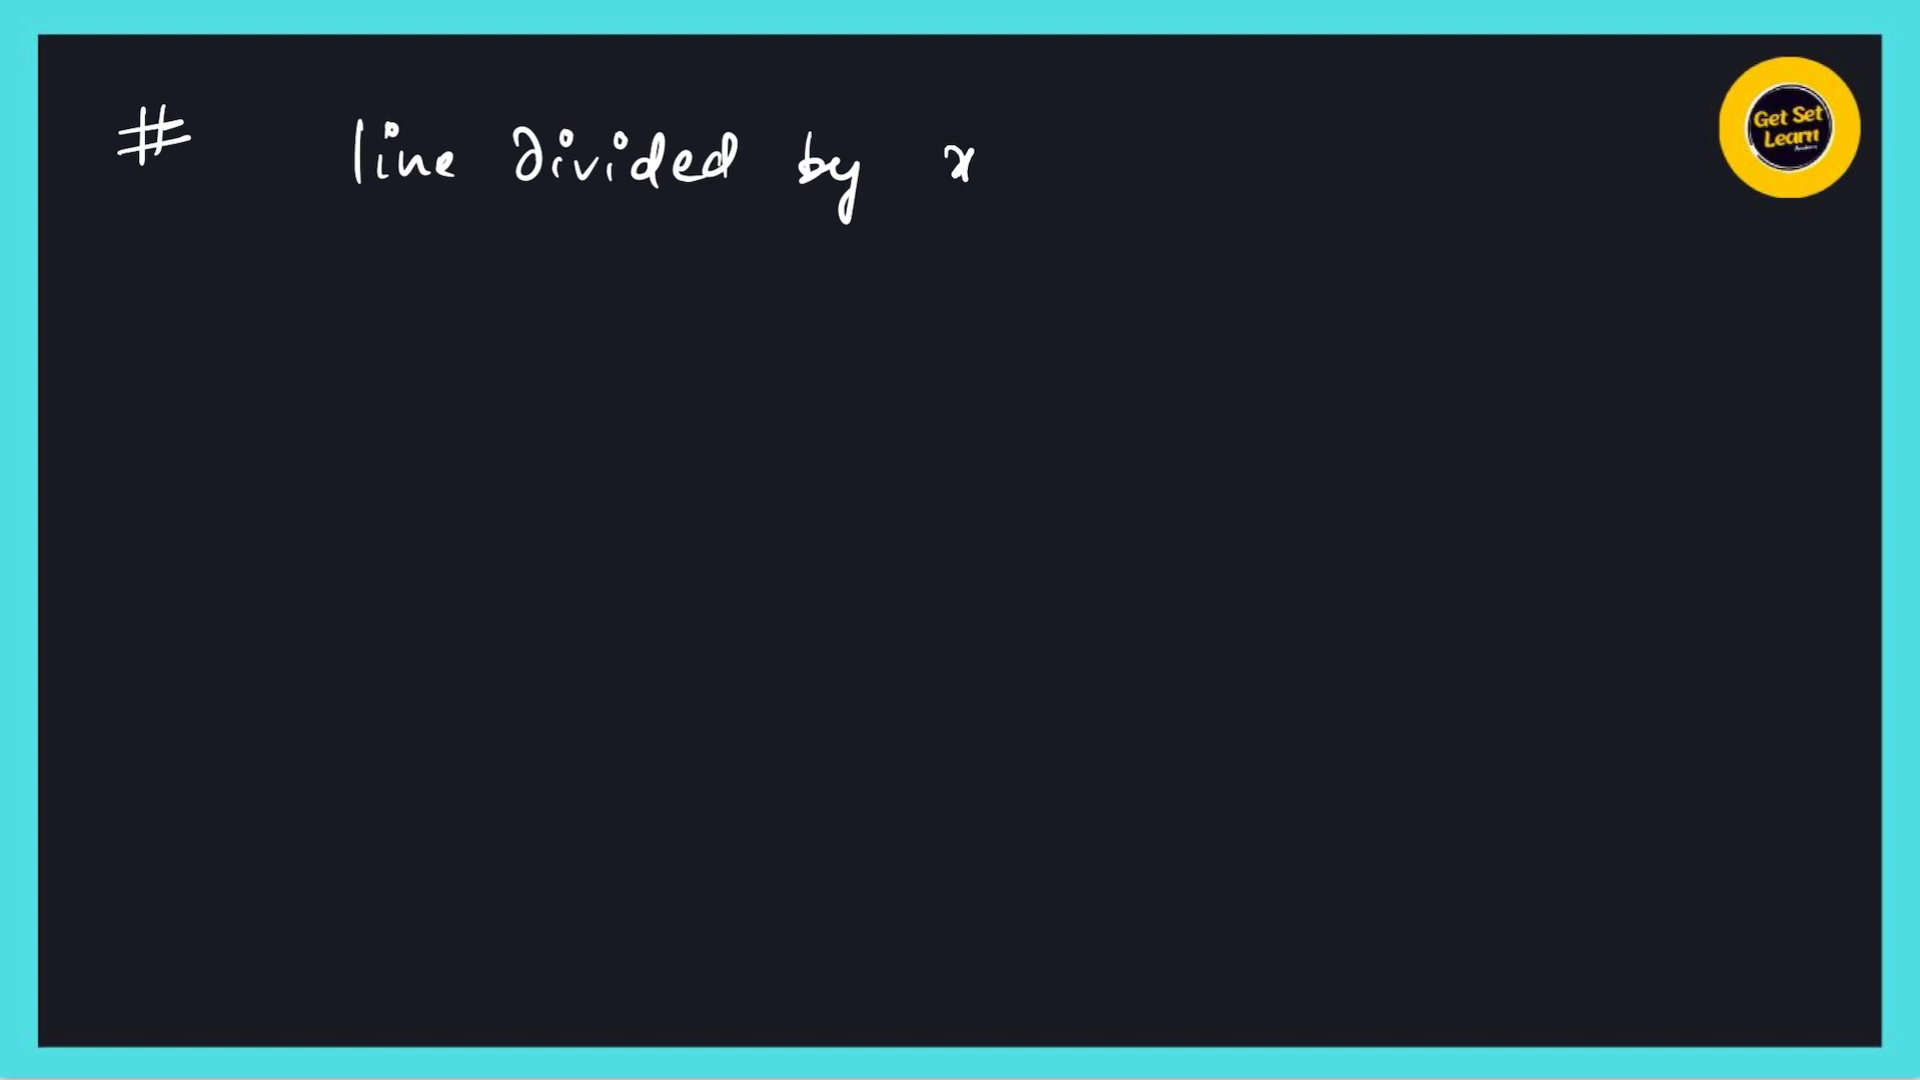 # line divided by x
Get Set
Learn